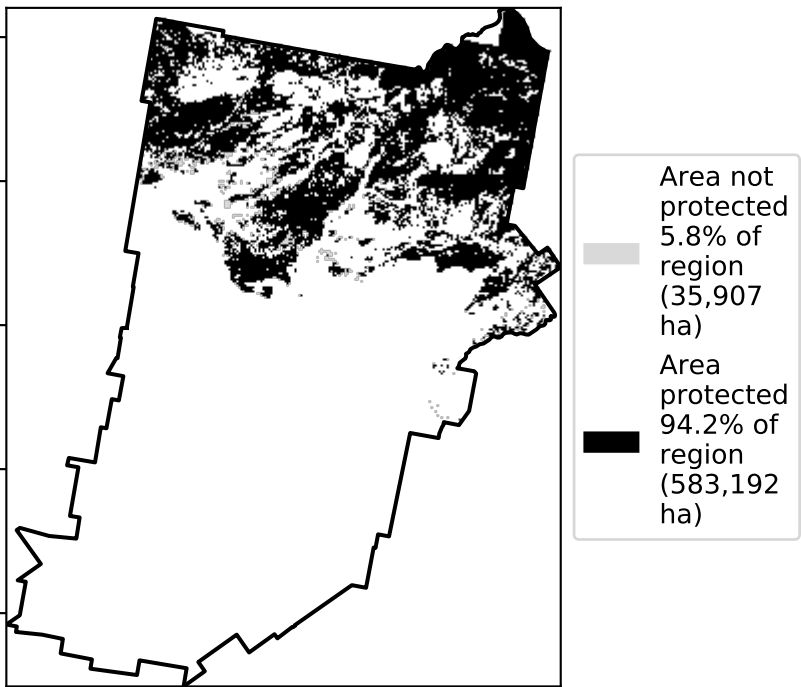 Area not
protected
5.8% of
region
(35,907
ha)
Area
protected
94.2% of
region
(583,192
ha)